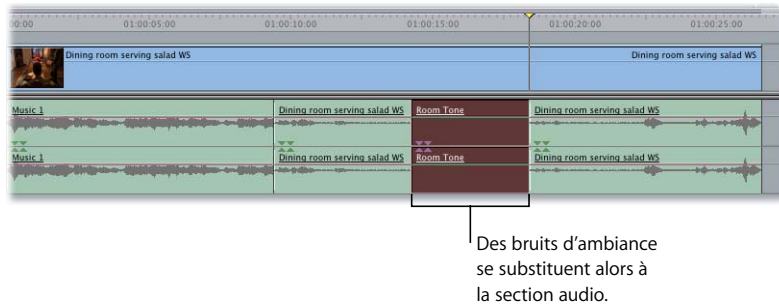 00:00 01:00:05:00 01:00:10:00 01:00:15:00 01:00:20:00 01:00:25:00
Dining room serving salad WS Dining room serving salad WS
Music 1 Dining room serving salad WS Room Tone Dining room serving salad WS
Music 1 Dining room serving salad WS Room Tone Dining room serving salad WS
Des bruits d’ambiance
se substituent alors à
la section audio.